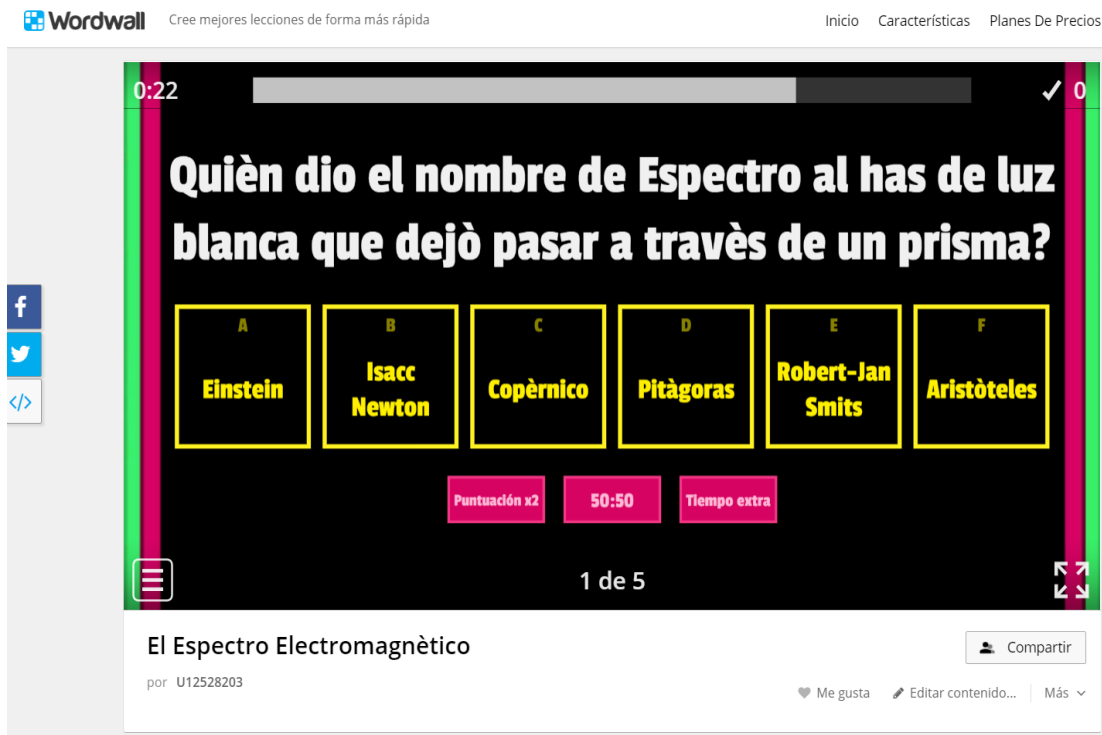 Wordwall Cree mejores lecciones de forma más rápida Inicio Características Planes De Precios
0:22 0
Quièn dio el nombre de Espectro al has de luz
blanca que dejò pasar a travès de un prisma?
A B C D E F
Einstein
Isacc
Newton
Copèrnico
Pitàgoras
Robert-Jan
Smits
Aristòteles
Puntuación x2 50:50 Tiempo extra
1 de 5
El Espectro Electromagnètico
Compartir
por U12528203
Me gusta Editar contenido... Más